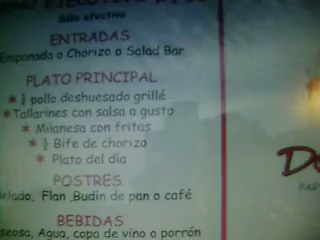 Sólo efectivo
ENTRADAS
Empanada o Chorizo o Salad Bar
PLATO PRINCIPAL
* ½ pollo deshuesado grillé
* Tallarines con salsa a gusto
* Milanesa con fritas
* ½ Bife de chorizo
* Plato del día
POSTRES
Flan, Budín de pan o café
BEBIDAS
Agua, copa de vino o porrón